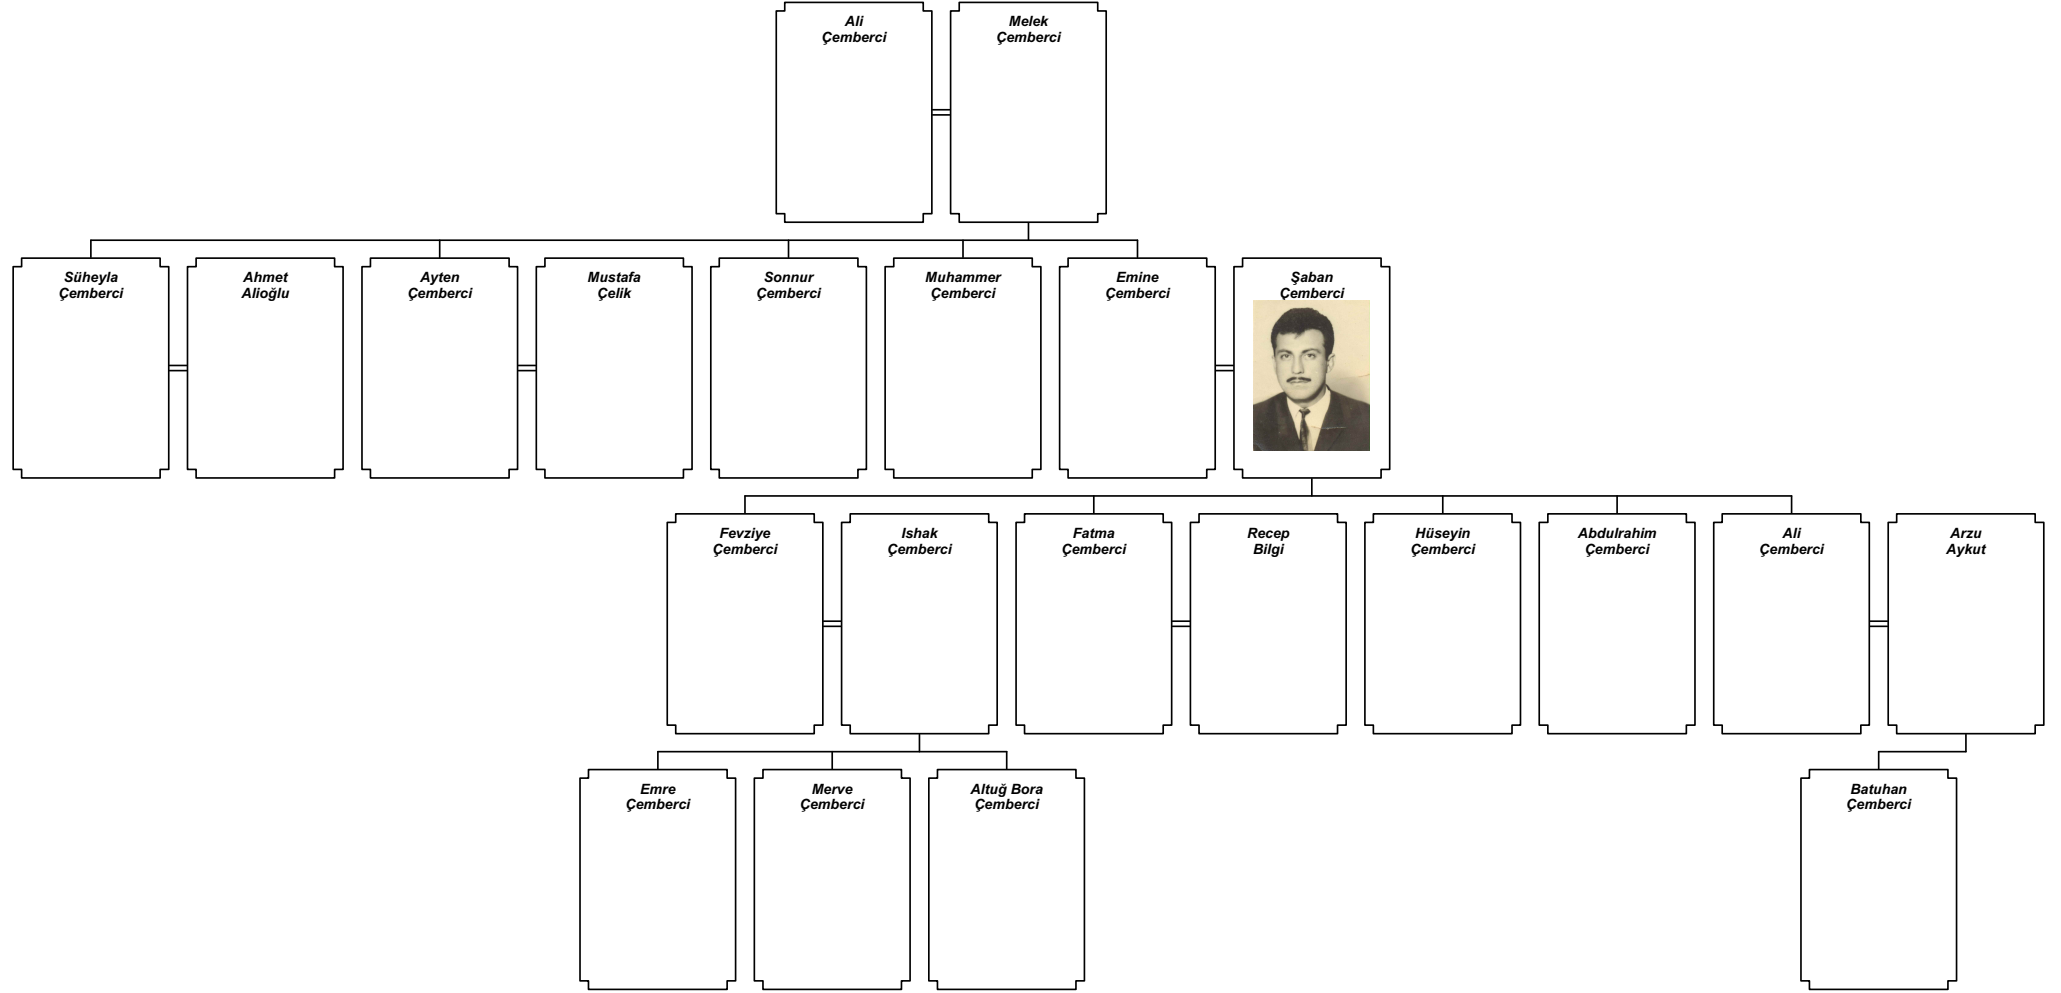 Ali
Çemberci
Melek
Çemberci
Süheyla
Çemberci
Ahmet
Alioğlu
Ayten
Çemberci
Mustafa
Çelik
Sonnur
Çemberci
Muhammer
Çemberci
Emine
Çemberci
Şaban
Çemberci
Fevziye
Çemberci
Ishak
Çemberci
Fatma
Çemberci
Recep
Bilgi
Hüseyin
Çemberci
Abdulrahim
Çemberci
Ali
Çemberci
Arzu
Aykut
Emre
Çemberci
Merve
Çemberci
Altuğ Bora
Çemberci
Batuhan
Çemberci